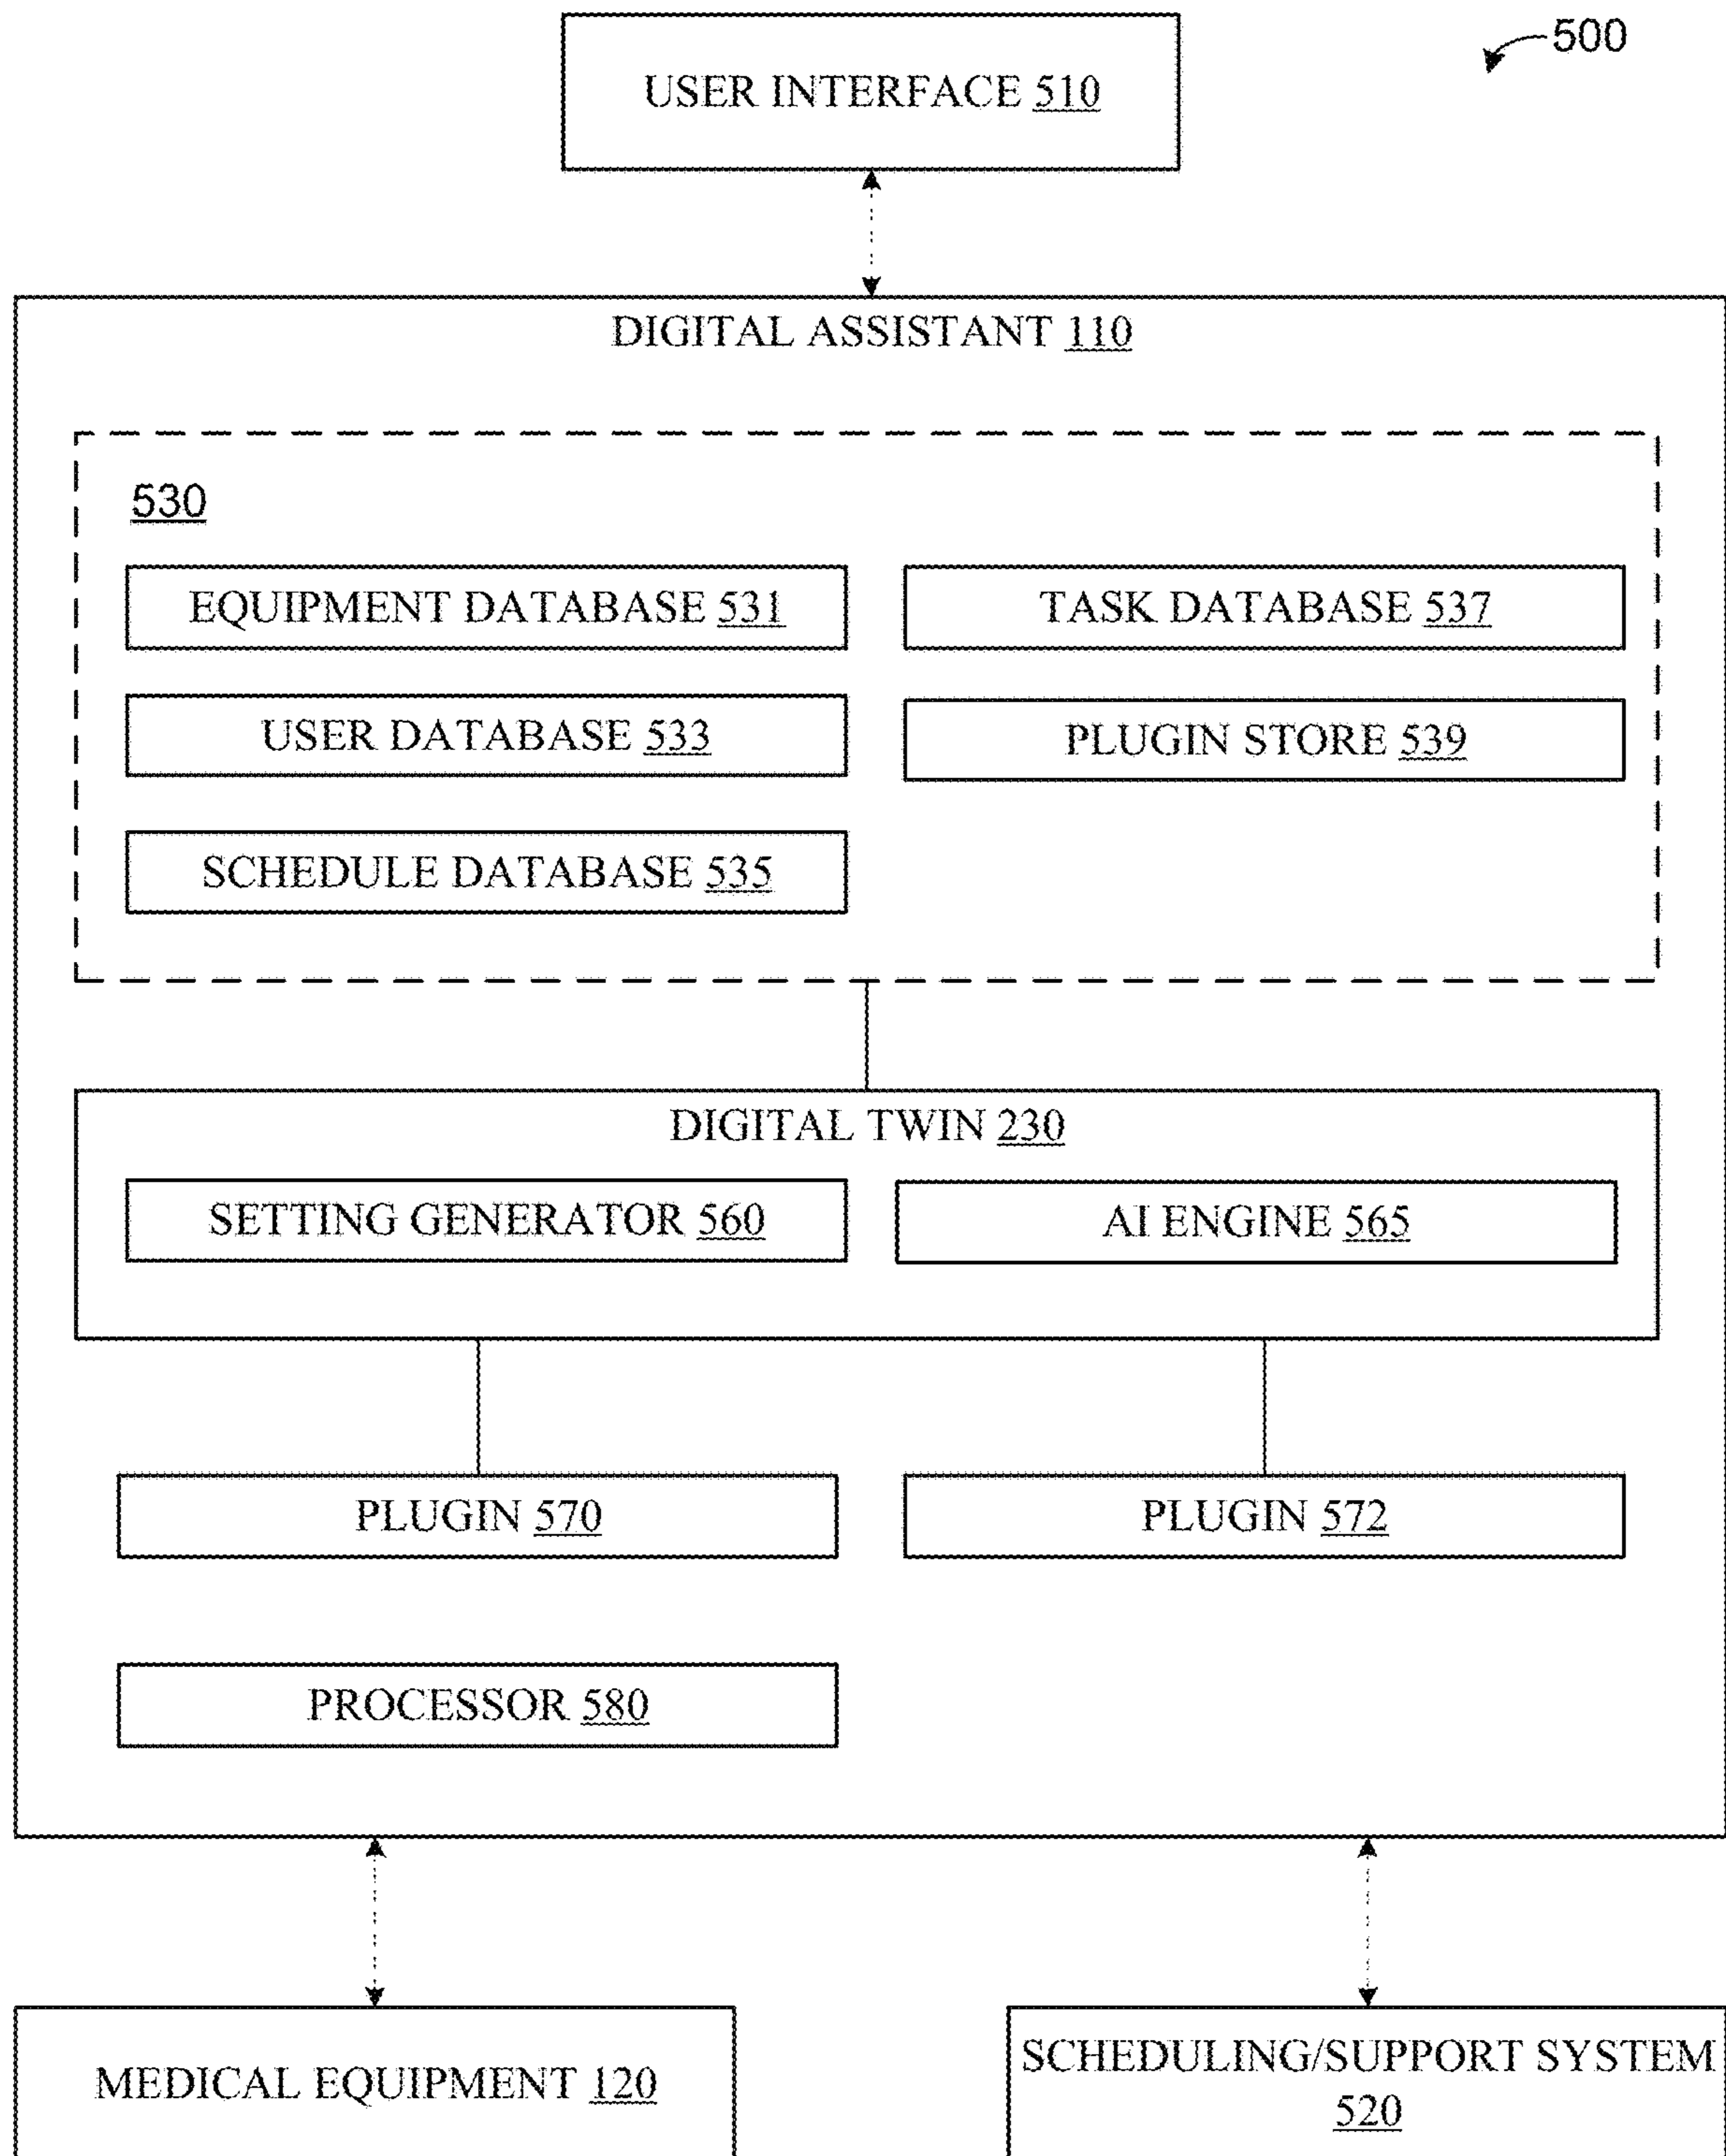 500
USER INTERFACE 510
DIGITAL ASSISTANT 110
530
EQUIPMENT DATABASE 531
TASK DATABASE 537
USER DATABASE 533
PLUGIN STORE 539
SCHEDULE DATABASE 535
DIGITAL TWIN 230
SETTING GENERATOR 560
AI ENGINE 565
PLUGIN 570
PLUGIN 572
PROCESSOR 580
MEDICAL EQUIPMENT 120
SCHEDULING/SUPPORT SYSTEM
520